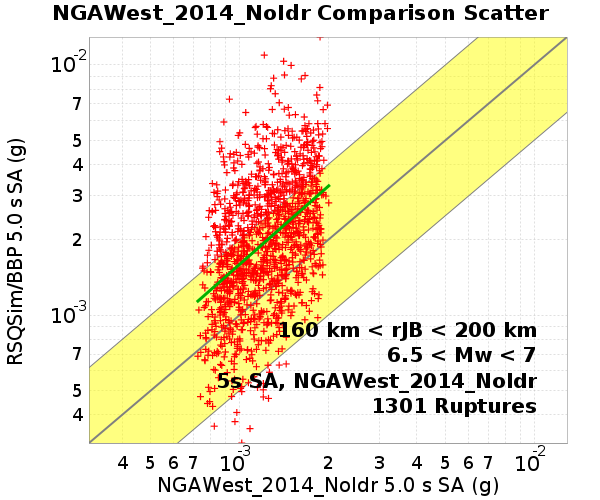 NGAWest_2014_NoIdr Comparison Scatter
RSQSim/BBP 5.0 s SA (g)
10-2
7
5
4
3
2
10-3
7
5
4
160 km < rJB < 200 km
6.5 < Mw < 7
5s SA, NGAWest_2014_NoIdr
1301 Ruptures
4 5 6 7 10-3 2 3 4 5 6 7 10-2
NGAWest_2014_NoIdr 5.0 s SA (g)